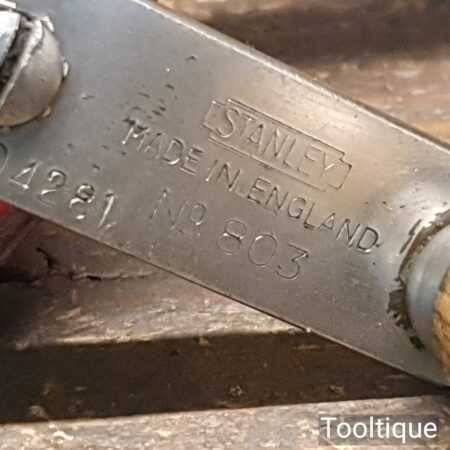 STANLEY
MADE IN ENGLAND
4281 No 803
Tooltique